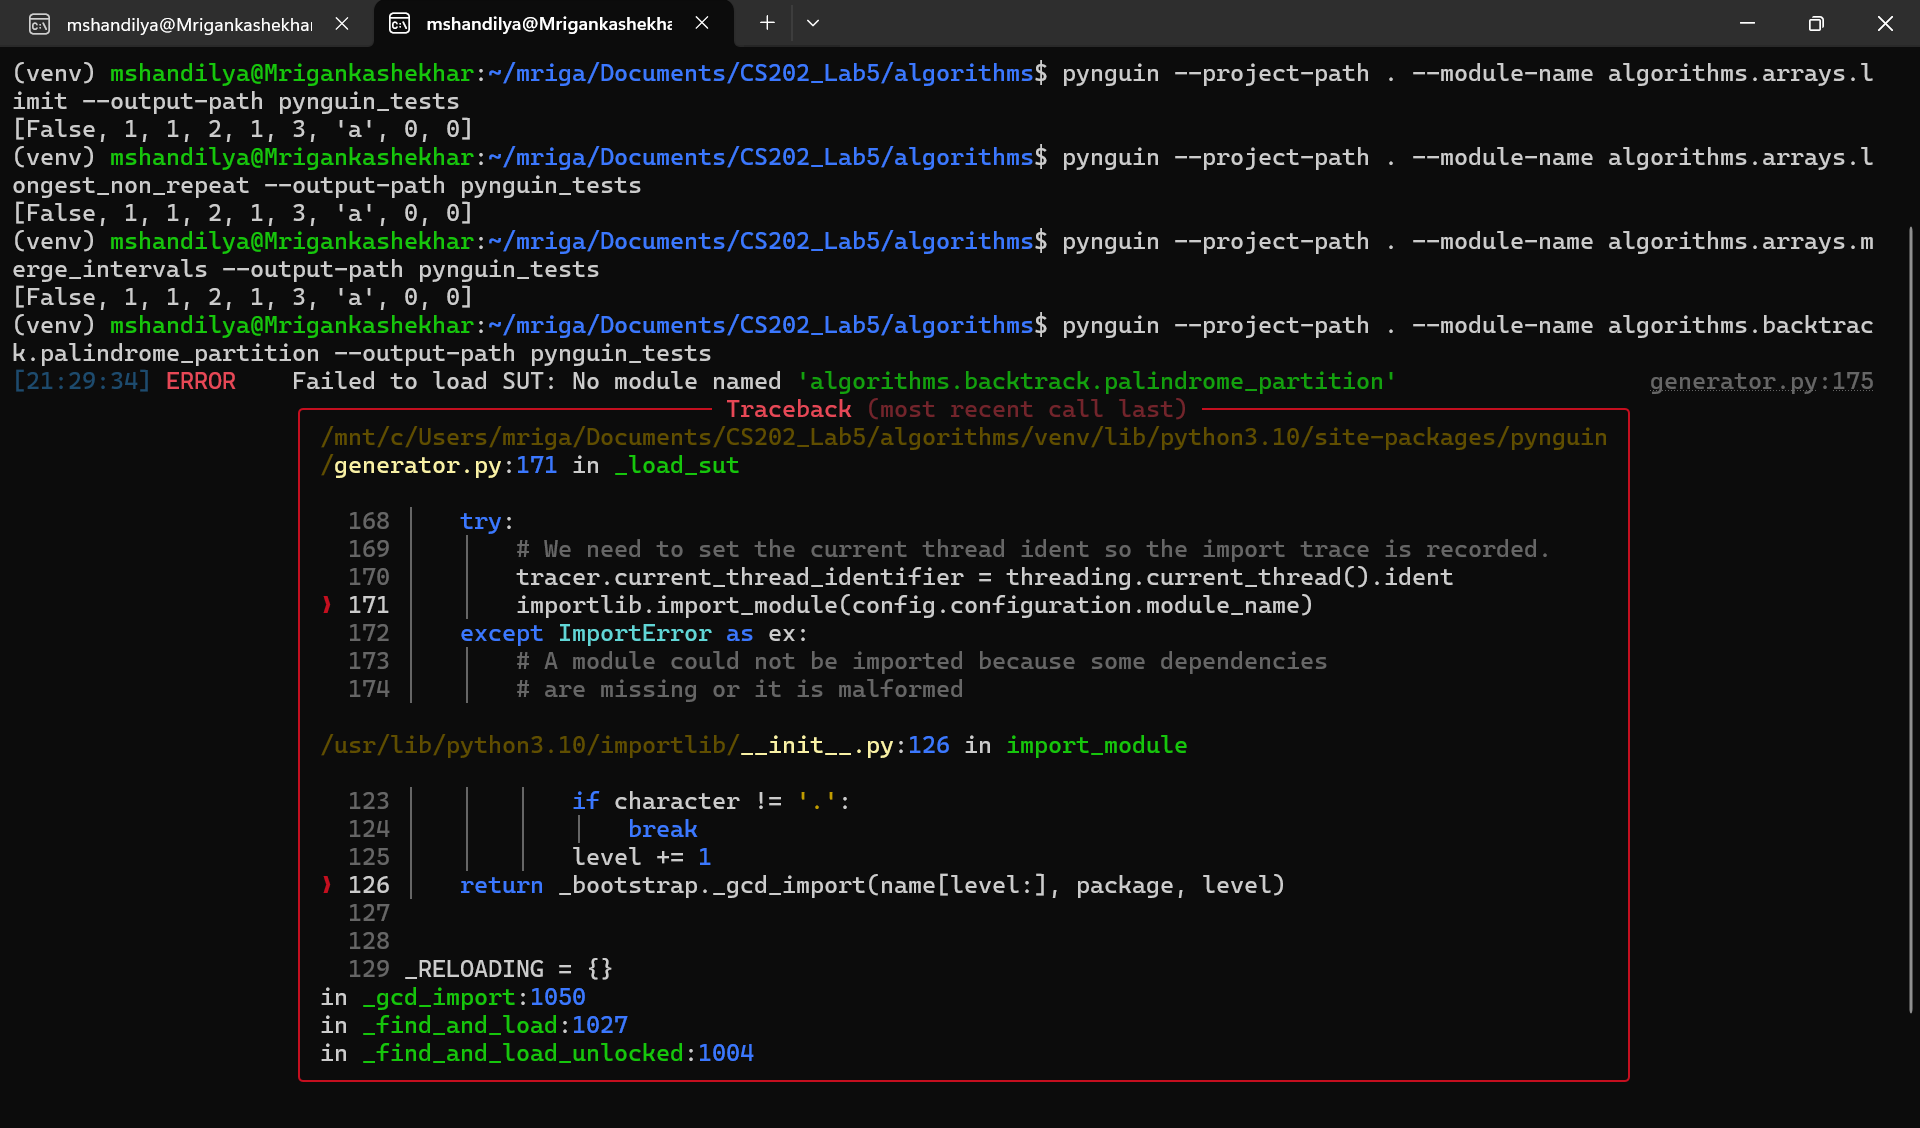 mshandilya@Mrigankashekhar
mshandilya@Mrigankashekha
(venv) mshandilya@Mrigankashekhar:~/mriga/Documents/CS202_Lab5/algorithms$ pynguin --project-path . --module-name algorithms.arrays.l
imit --output-path pynguin_tests
[False, 1, 1, 2, 1, 3, 'a', 0, 0]
(venv) mshandilya@Mrigankashekhar:~/mriga/Documents/CS202_Lab5/algorithms$ pynguin --project-path . --module-name algorithms.arrays.l
ongest_non_repeat --output-path pynguin_tests
[False, 1, 1, 2, 1, 3, 'a', 0, 0]
(venv) mshandilya@Mrigankashekhar:~/mriga/Documents/CS202_Lab5/algorithms$ pynguin --project-path . --module-name algorithms.arrays.m
erge_intervals --output-path pynguin_tests
[False, 1, 1, 2, 1, 3, 'a', 0, 0]
(venv) mshandilya@Mrigankashekhar:~/mriga/Documents/CS202_Lab5/algorithms$ pynguin --project-path . --module-name algorithms.backtrac
k.palindrome_partition --output-path pynguin_tests
[21:29:34] ERROR    Failed to load SUT: No module named 'algorithms.backtrack.palindrome_partition'    generator.py:175
Traceback (most recent call last)
/mnt/c/Users/mriga/Documents/CS202_Lab5/algorithms/venv/lib/python3.10/site-packages/pynguin
/generator.py:171 in _load_sut
168 try:
169 # We need to set the current thread ident so the import trace is recorded.
170 tracer.current_thread_identifier = threading.current_thread().ident
❱ 171 importlib.import_module(config.configuration.module_name)
172 except ImportError as ex:
173 # A module could not be imported because some dependencies
174 # are missing or it is malformed
/usr/lib/python3.10/importlib/__init__.py:126 in import_module
123 if character != '.':
124 break
125 level += 1
❱ 126 return _bootstrap._gcd_import(name[level:], package, level)
127
128
129 _RELOADING = {}
in _gcd_import:1050
in _find_and_load:1027
in _find_and_load_unlocked:1004